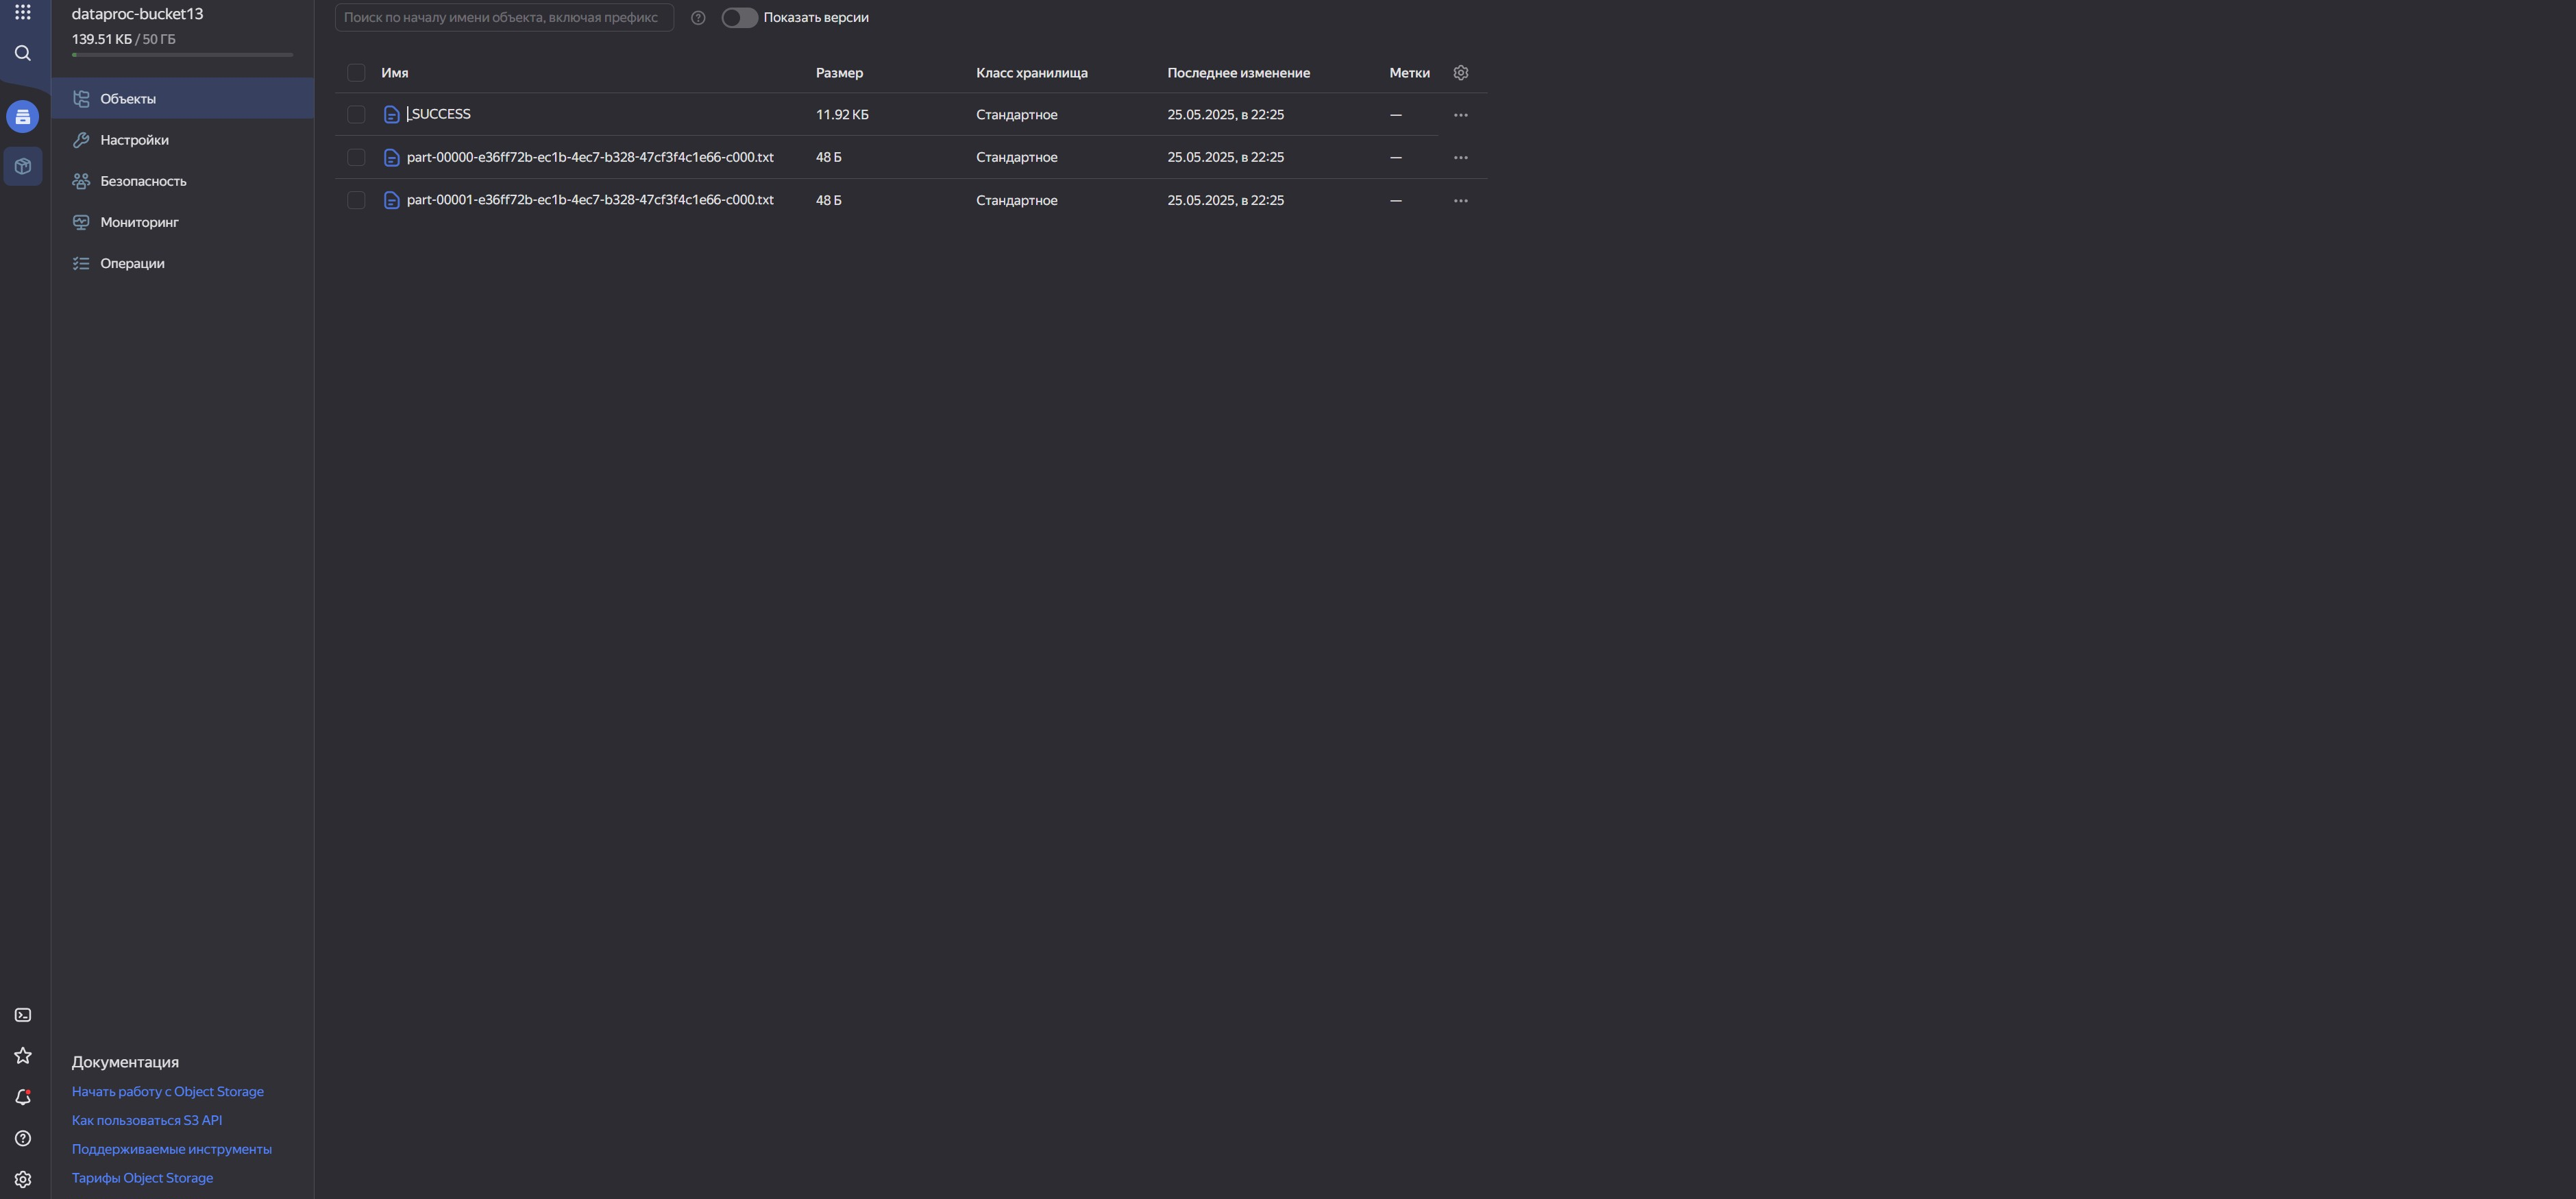 dataproc-bucket13
139.51 КБ / 50 ГБ
Объекты
Настройки
Безопасность
Мониторинг
Операции
Документация
Начать работу с Object Storage
Как пользоваться S3 API
Поддерживаемые инструменты
Тарифы Object Storage
Поиск по началу имени объекта, включая префикс
Показать версии
Имя Размер Класс хранилища Последнее изменение Метки
_SUCCESS 11.92 КБ Стандартное 25.05.2025, в 22:25 —
part-00000-e36ff72b-ec1b-4ec7-b328-47cf3f4c1e66-c000.txt 48 Б Стандартное 25.05.2025, в 22:25 —
part-00001-e36ff72b-ec1b-4ec7-b328-47cf3f4c1e66-c000.txt 48 Б Стандартное 25.05.2025, в 22:25 —